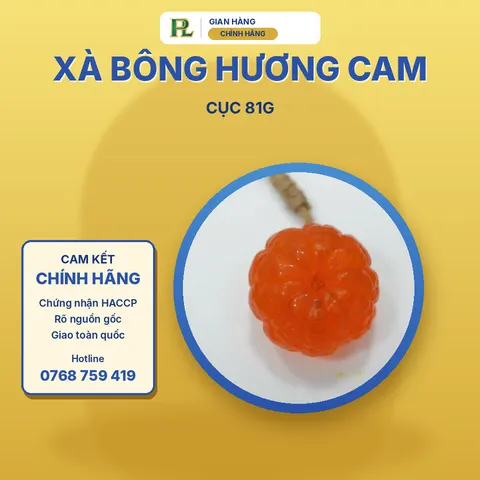 PL
GIAN HÀNG
CHÍNH HÃNG
XÀ BÔNG HƯƠNG CAM
CỤC 81G
CAM KẾT
CHÍNH HÃNG
Chứng nhận HACCP
Rõ nguồn gốc
Giao toàn quốc
Hotline
0768 759 419